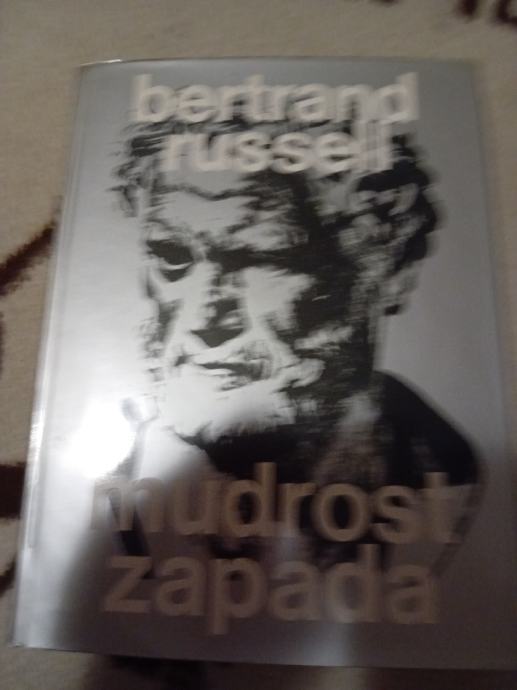 bertrand
russell
mudrost
zapada